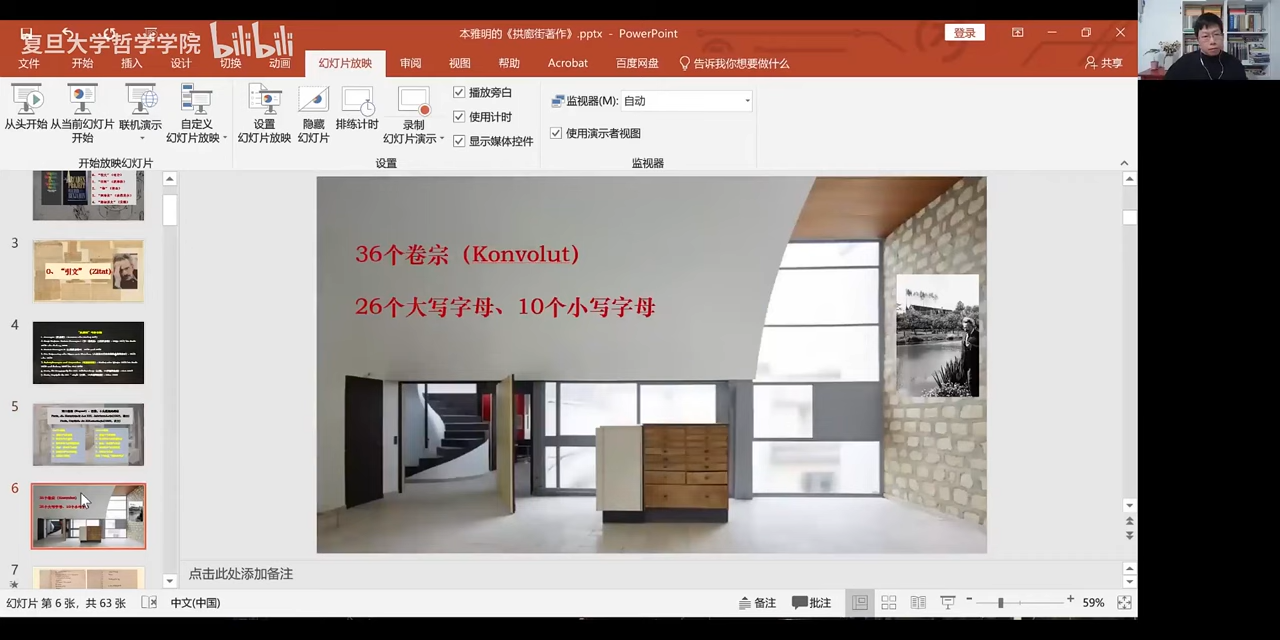 复旦大学哲学学院 bilibili
本雅明的《拱廊街著作》.pptx - PowerPoint
登录
文件 开始 插入 设计 切换 动画 幻灯片放映 审阅 视图 帮助 Acrobat 百度网盘 告诉我你想要做什么 共享
从头开始 从当前幻灯片开始 联机演示 自定义幻灯片放映 设置幻灯片放映 隐藏幻灯片 排练计时 录制幻灯片演示
播放旁白
使用计时
显示媒体控件
监视器(M): 自动
使用演示者视图
开始放映幻灯片 设置 监视器
3
0、“引文” (Zitat)
4
5
6
7
36个卷宗（Konvolut）
26个大写字母、10个小写字母
点击此处添加备注
幻灯片 第 6 张，共 63 张 中文(中国) 备注 批注 59%